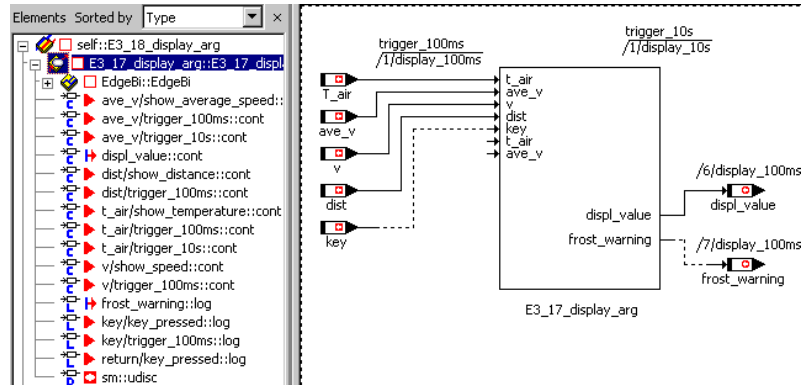 Elements Sorted by Type
self::E3_18_display_arg
E3_17_display_arg::E3_17_displ
EdgeBi::EdgeBi
ave_v/show_average_speed::
ave_v/trigger_100ms::cont
ave_v/trigger_10s::cont
displ_value::cont
dist/show_distance::cont
dist/trigger_100ms::cont
t_air/show_temperature::cont
t_air/trigger_100ms::cont
t_air/trigger_10s::cont
v/show_speed::cont
v/trigger_100ms::cont
frost_warning::log
key/key_pressed::log
key/trigger_100ms::log
return/key_pressed::log
sm::udisc
trigger_100ms
/1/display_100ms
trigger_10s
/1/display_10s
T_air
ave_v
v
dist
key
t_air
ave_v
v
dist
key
t_air
ave_v
displ_value
frost_warning
/6/display_100ms
displ_value
/7/display_100ms
frost_warning
E3_17_display_arg